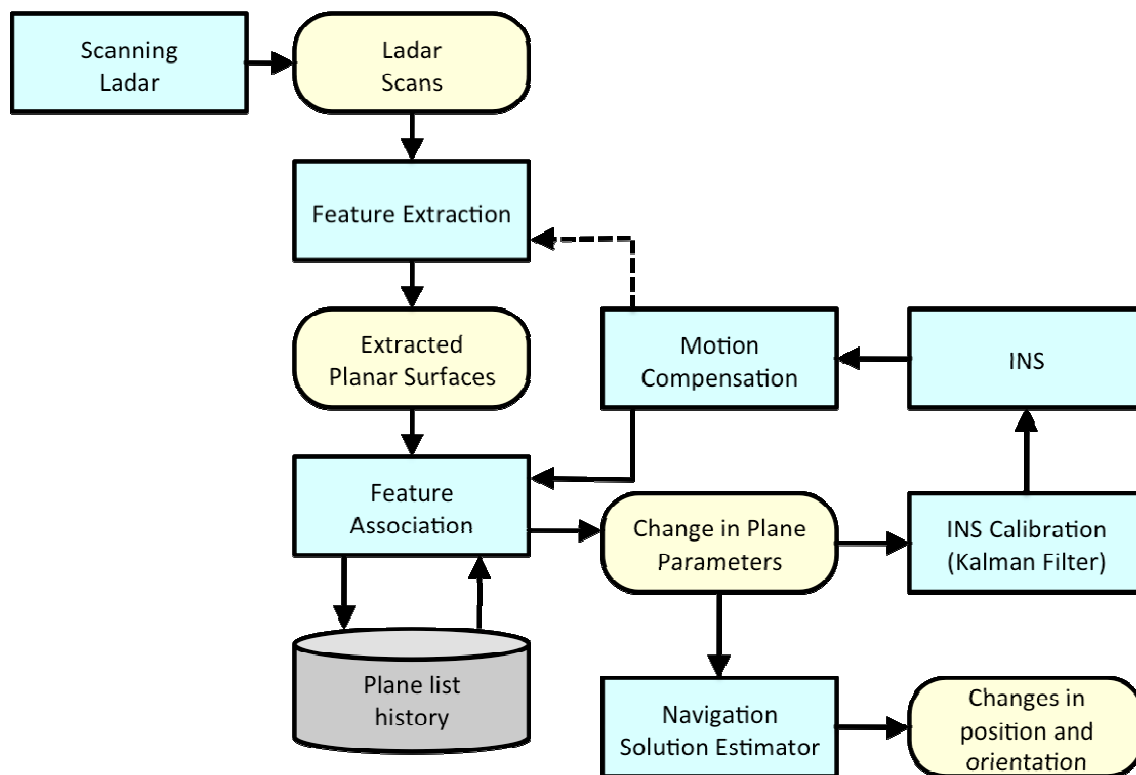 Scanning
Ladar
Ladar
Scans
Feature Extraction
Extracted
Planar Surfaces
Motion
Compensation
INS
Feature
Association
Change in Plane
Parameters
INS Calibration
(Kalman Filter)
Plane list
history
Navigation
Solution Estimator
Changes in
position and
orientation